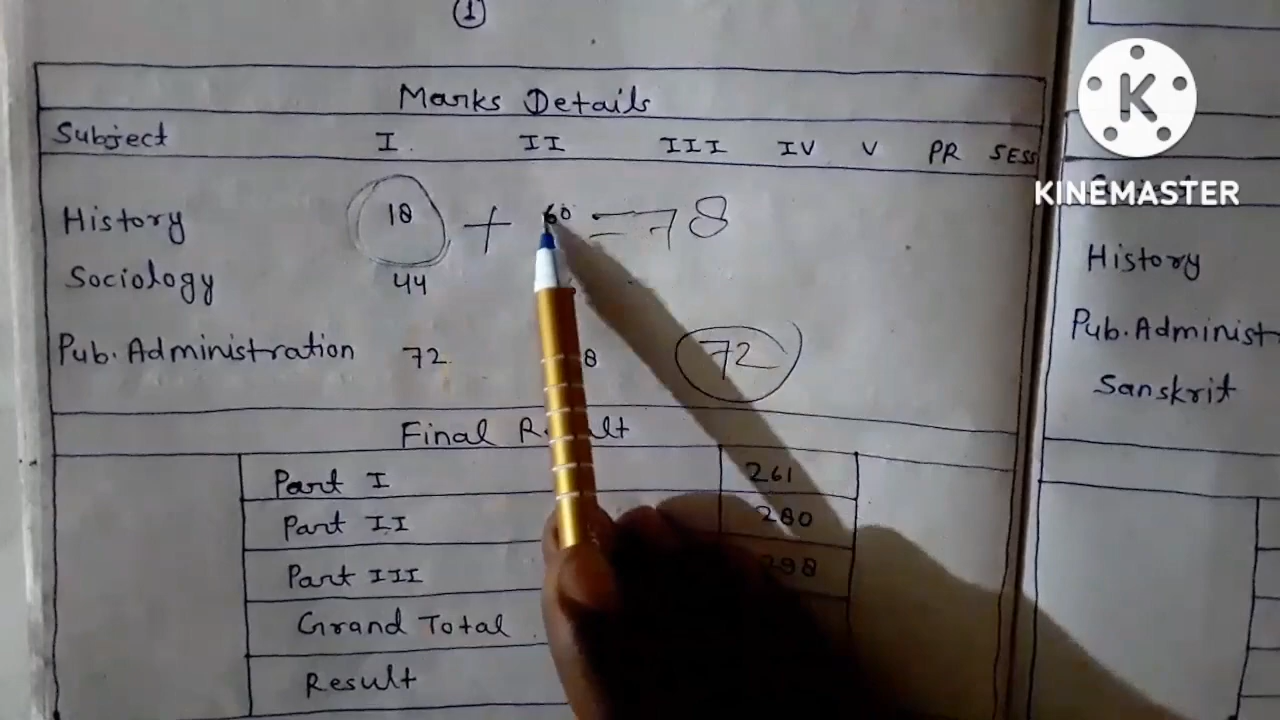 1
Marks Details
Subject I. II III IV V PR SESS
History 18 + 60 = 78
Sociology 44
Pub. Administration 72 8 72
Final
Part I 261
Part II 280
Part III 298
Grand Total
Result
K
KINEMASTER
History
Pub. Administ
Sanskrit